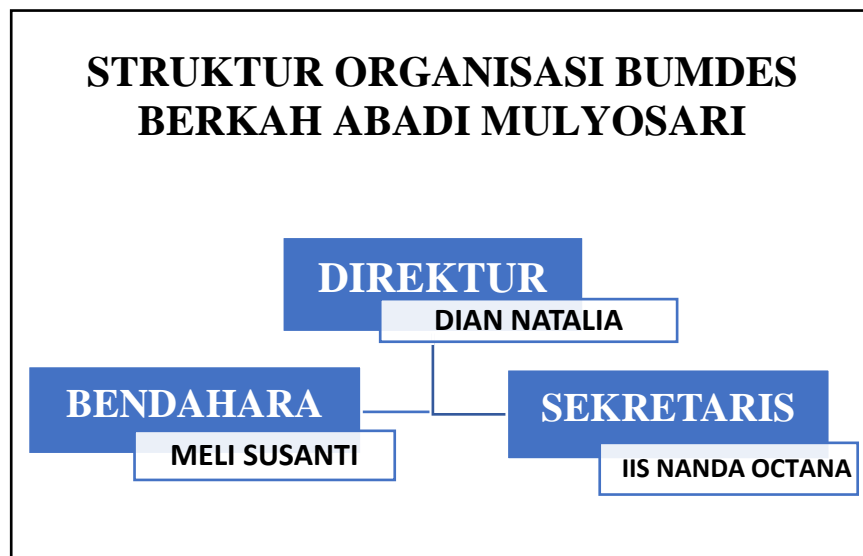 STRUKTUR ORGANISASI BUMDES
BERKAH ABADI MULYOSARI
DIREKTUR
DIAN NATALIA
BENDAHARA
MELI SUSANTI
SEKRETARIS
IIS NANDA OCTANA